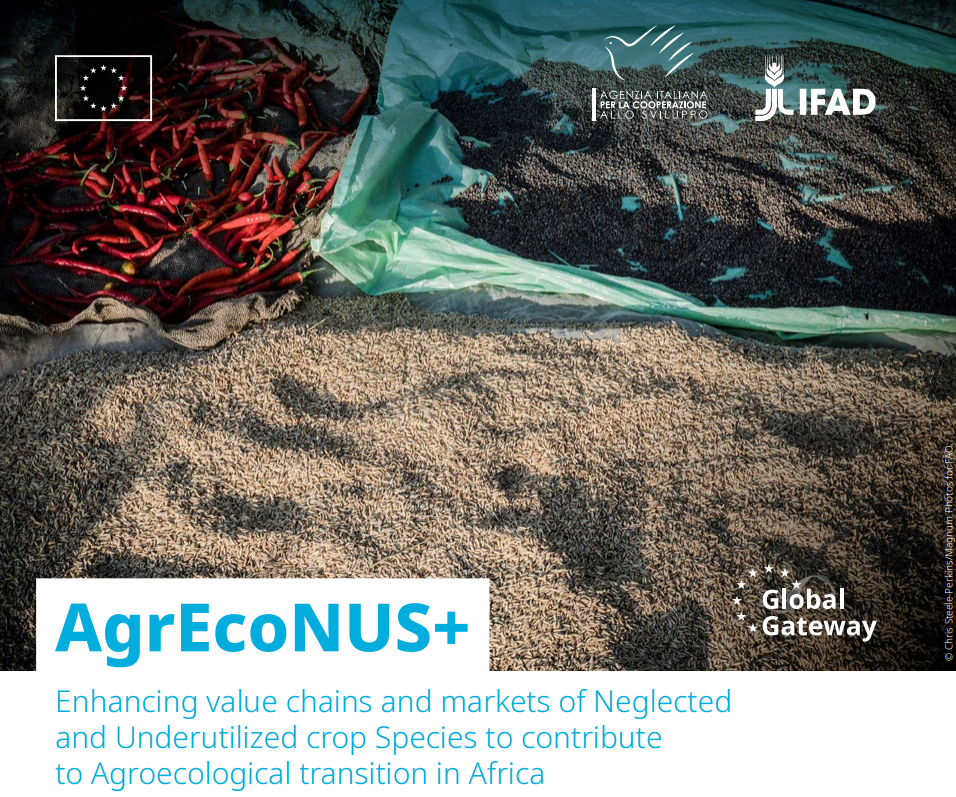 AGENZIA ITALIANA
PER LA COOPERAZIONE
ALLO SVILUPPO
IFAD
© Chris Steele-Perkins/Magnum Photos for FAO
Global
Gateway
AgrEcoNUS+
Enhancing value chains and markets of Neglected
and Underutilized crop Species to contribute
to Agroecological transition in Africa